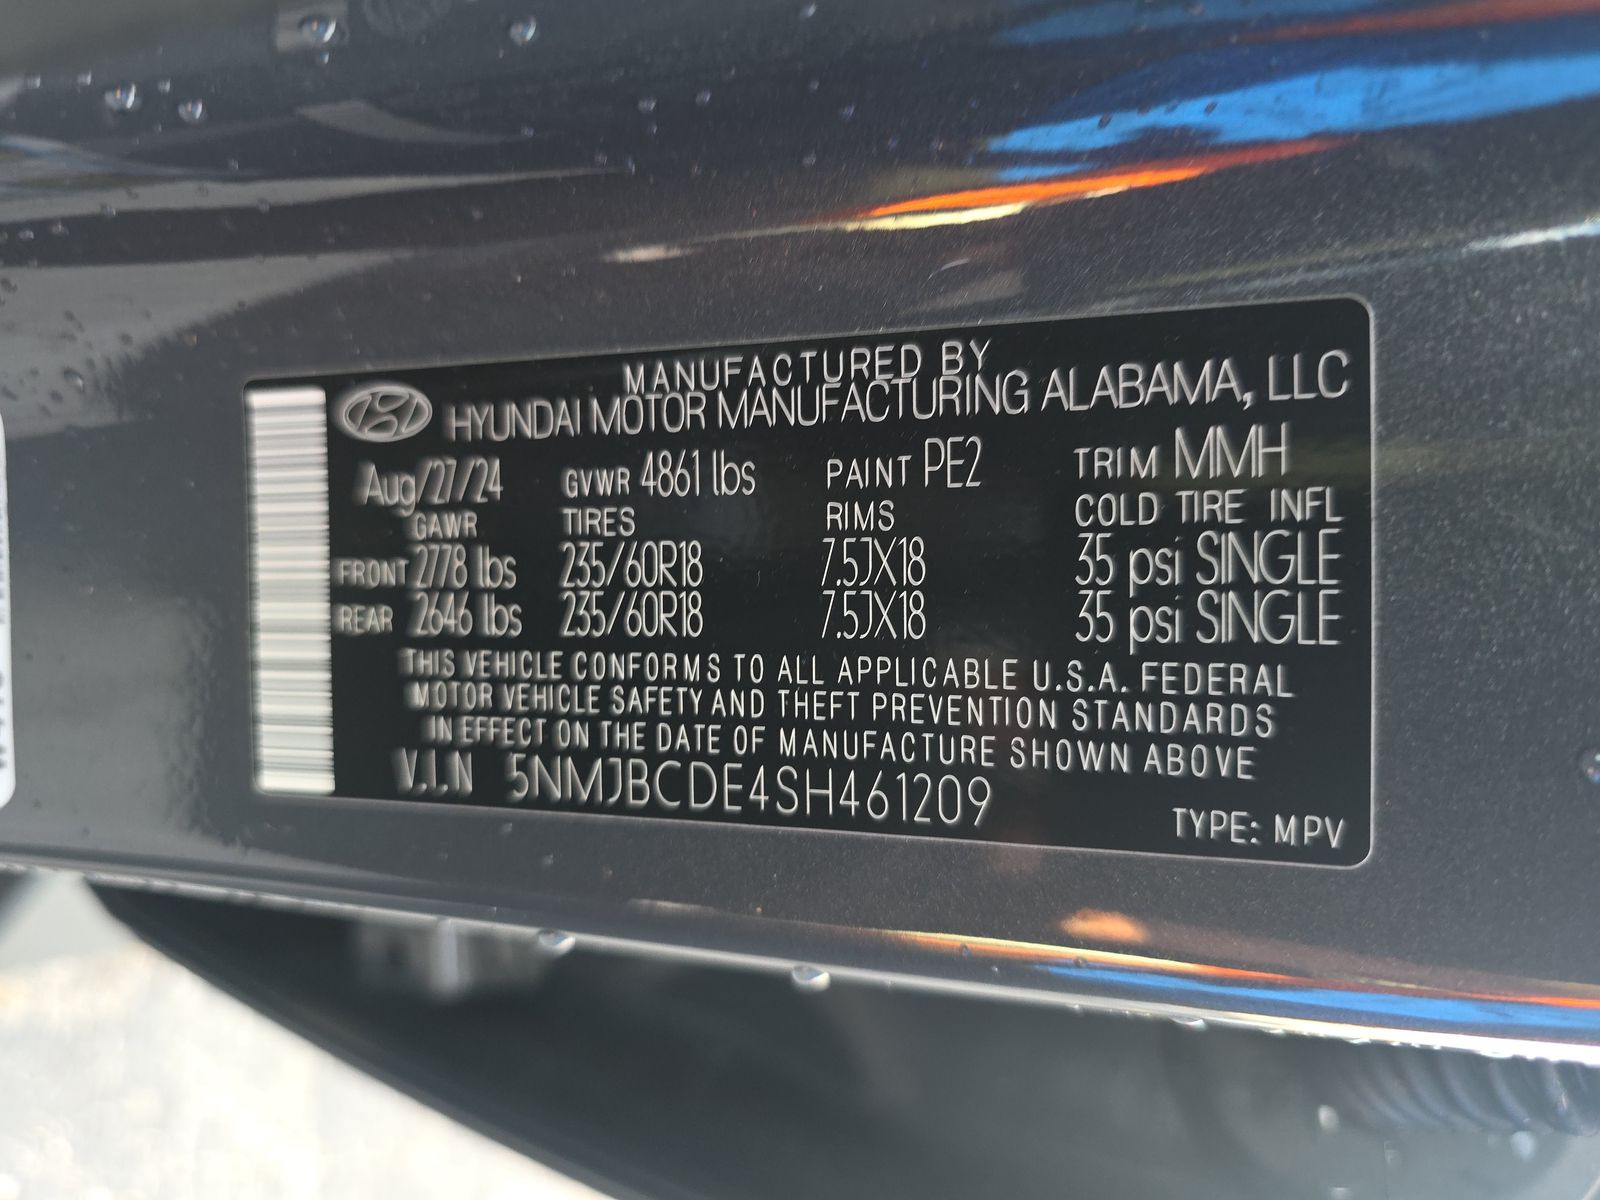 MANUFACTURED BY
HYUNDAI MOTOR MANUFACTURING ALABAMA, LLC
Aug/27/24 GVWR 4861 lbs PAINT PE2 TRIM MMH
GAWR TIRES RIMS COLD TIRE INFL
FRONT 2778 lbs 235/60R18 7.5JX18 35 psi SINGLE
REAR 2646 lbs 235/60R18 7.5JX18 35 psi SINGLE
THIS VEHICLE CONFORMS TO ALL APPLICABLE U.S.A. FEDERAL
MOTOR VEHICLE SAFETY AND THEFT PREVENTION STANDARDS
IN EFFECT ON THE DATE OF MANUFACTURE SHOWN ABOVE
V.I.N 5NMJBCDE4SH461209
TYPE: MPV